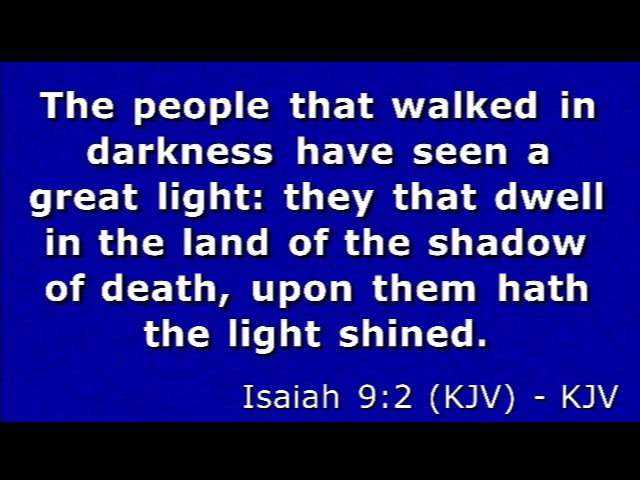 The people that walked in
darkness have seen a
great light: they that dwell
in the land of the shadow
of death, upon them hath
the light shined.
Isaiah 9:2 (KJV) - KJV